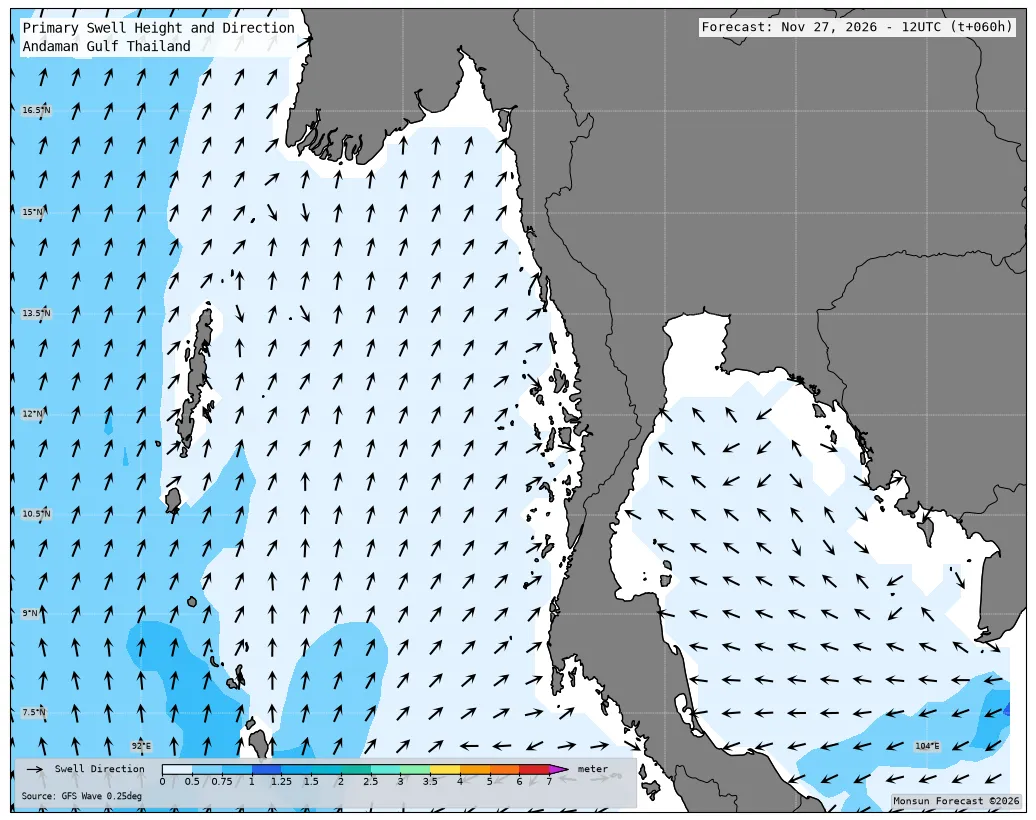 Primary Swell Height and Direction
Andaman Gulf Thailand
Forecast: Nov 27, 2026 - 12UTC (t+060h)
16.5°N
15°N
13.5°N
12°N
10.5°N
9°N
7.5°N
92°E
104°E
Swell Direction
meter
0 0.5 0.75 1 1.25 1.5 2 2.5 3 3.5 4 5 6 7
Source: GFS Wave 0.25deg
Monsun Forecast ©2026